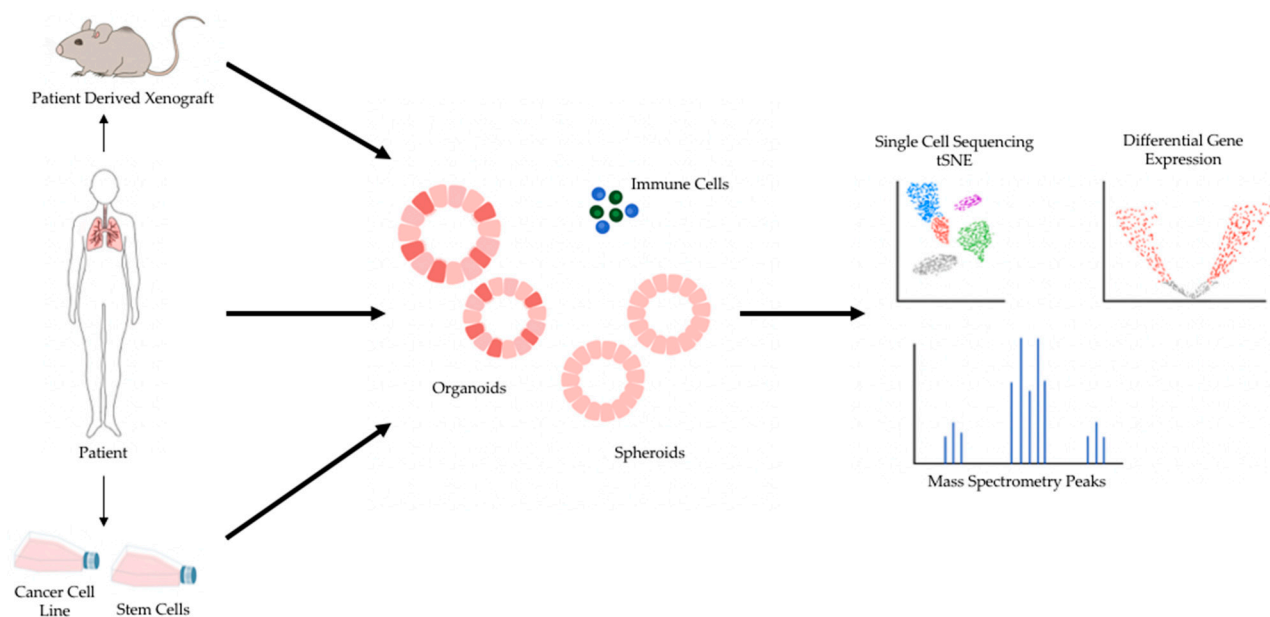 Patient Derived Xenograft
Patient
Cancer Cell
Line
Stem Cells
Immune Cells
Organoids
Spheroids
Single Cell Sequencing
tSNE
Differential Gene
Expression
Mass Spectrometry Peaks